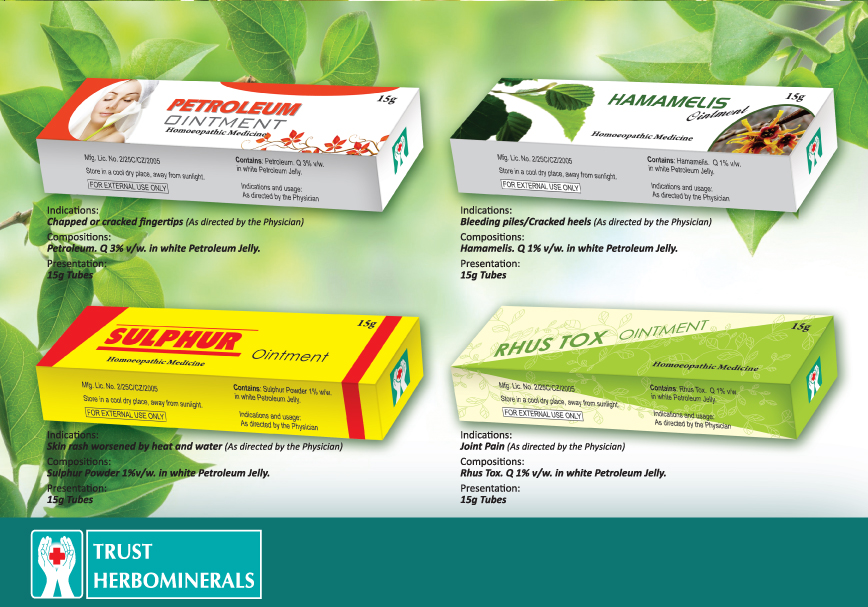 PETROLEUM
OINTMENT
Homoeopathic Medicine
15g
Mfg. Lic. No. 2/25C/CZ/2005
Store in a cool dry place, away from sunlight.
FOR EXTERNAL USE ONLY
Contains: Petroleum. Q 3% v/w.
in white Petroleum Jelly.
Indications and usage:
As directed by the Physician
Indications:
Chapped or cracked fingertips (As directed by the Physician)
Compositions:
Petroleum. Q 3% v/w. in white Petroleum Jelly.
Presentation:
15g Tubes
HAMAMELIS
Ointment
Homoeopathic Medicine
15g
Mfg. Lic. No. 2/25C/CZ/2005
Store in a cool dry place, away from sunlight.
FOR EXTERNAL USE ONLY
Contains: Hamamelis. Q 1% v/w.
in white Petroleum Jelly.
Indications and usage:
As directed by the Physician
Indications:
Bleeding piles/Cracked heels (As directed by the Physician)
Compositions:
Hamamelis. Q 1% v/w. in white Petroleum Jelly.
Presentation:
15g Tubes
SULPHUR
Ointment
Homoeopathic Medicine
15g
Mfg. Lic. No. 2/25C/CZ/2005
Store in a cool dry place, away from sunlight.
FOR EXTERNAL USE ONLY
Contains: Sulphur Powder 1% v/w.
in white Petroleum Jelly.
Indications and usage:
As directed by the Physician
Indications:
Skin rash worsened by heat and water (As directed by the Physician)
Compositions:
Sulphur Powder 1%v/w. in white Petroleum Jelly.
Presentation:
15g Tubes
RHUS TOX OINTMENT
15g
Homoeopathic Medicine
Mfg. Lic. No. 2/25C/CZ/2005
Store in a cool dry place, away from sunlight.
FOR EXTERNAL USE ONLY
Contains: Rhus Tox. Q 1% v/w.
in white Petroleum Jelly.
Indications and usage:
As directed by the Physician
Indications:
Joint Pain (As directed by the Physician)
Compositions:
Rhus Tox. Q 1% v/w. in white Petroleum Jelly.
Presentation:
15g Tubes
TRUST
HERBOMINERALS